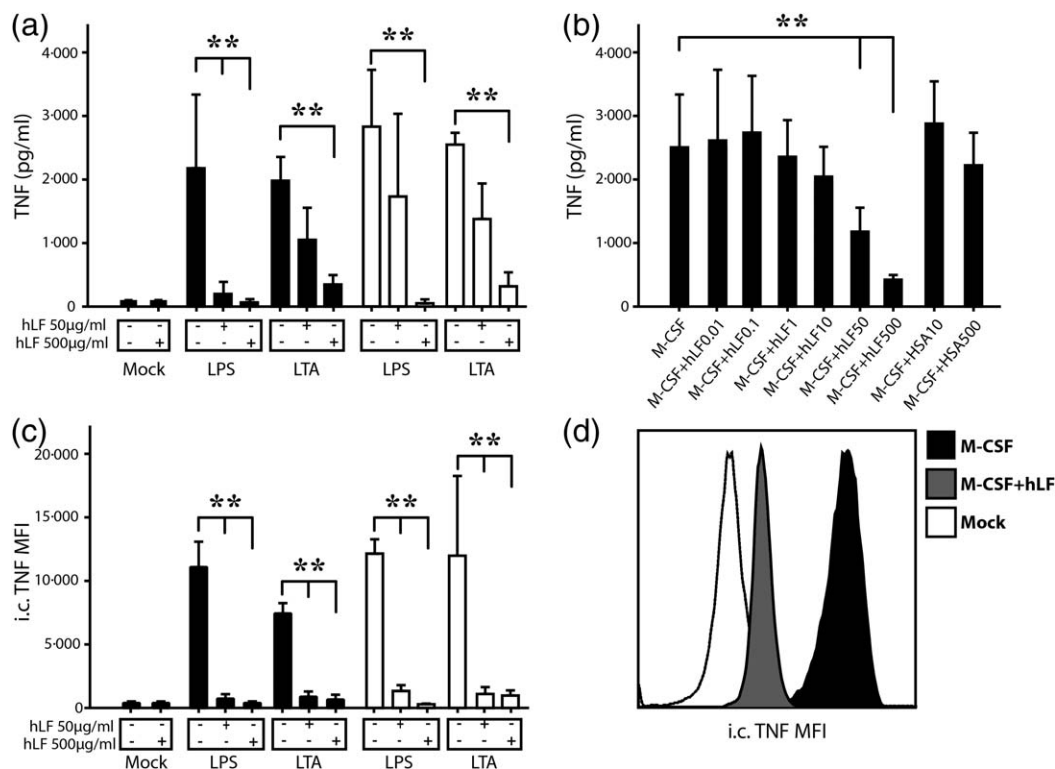 (a)
4·000
3·000
2·000
1·000
0
TNF (pg/ml)
** ** ** **
hLF 50µg/ml - - - + - - + - - + - - + -
hLF 500µg/ml - + - - + - - + - - + - - +
Mock LPS LTA LPS LTA
(b)
4·000
3·000
2·000
1·000
0
TNF (pg/ml)
**
M-CSF
M-CSF+hLF0.01
M-CSF+hLF0.1
M-CSF+hLF1
M-CSF+hLF10
M-CSF+hLF50
M-CSF+hLF500
M-CSF+HSA10
M-CSF+HSA500
(c)
20·000
15·000
10·000
5·000
0
i.c. TNF MFI
** ** ** **
hLF 50µg/ml - - - + - - + - - + - - + -
hLF 500µg/ml - + - - + - - + - - + - - +
Mock LPS LTA LPS LTA
(d)
M-CSF
M-CSF+hLF
Mock
i.c. TNF MFI